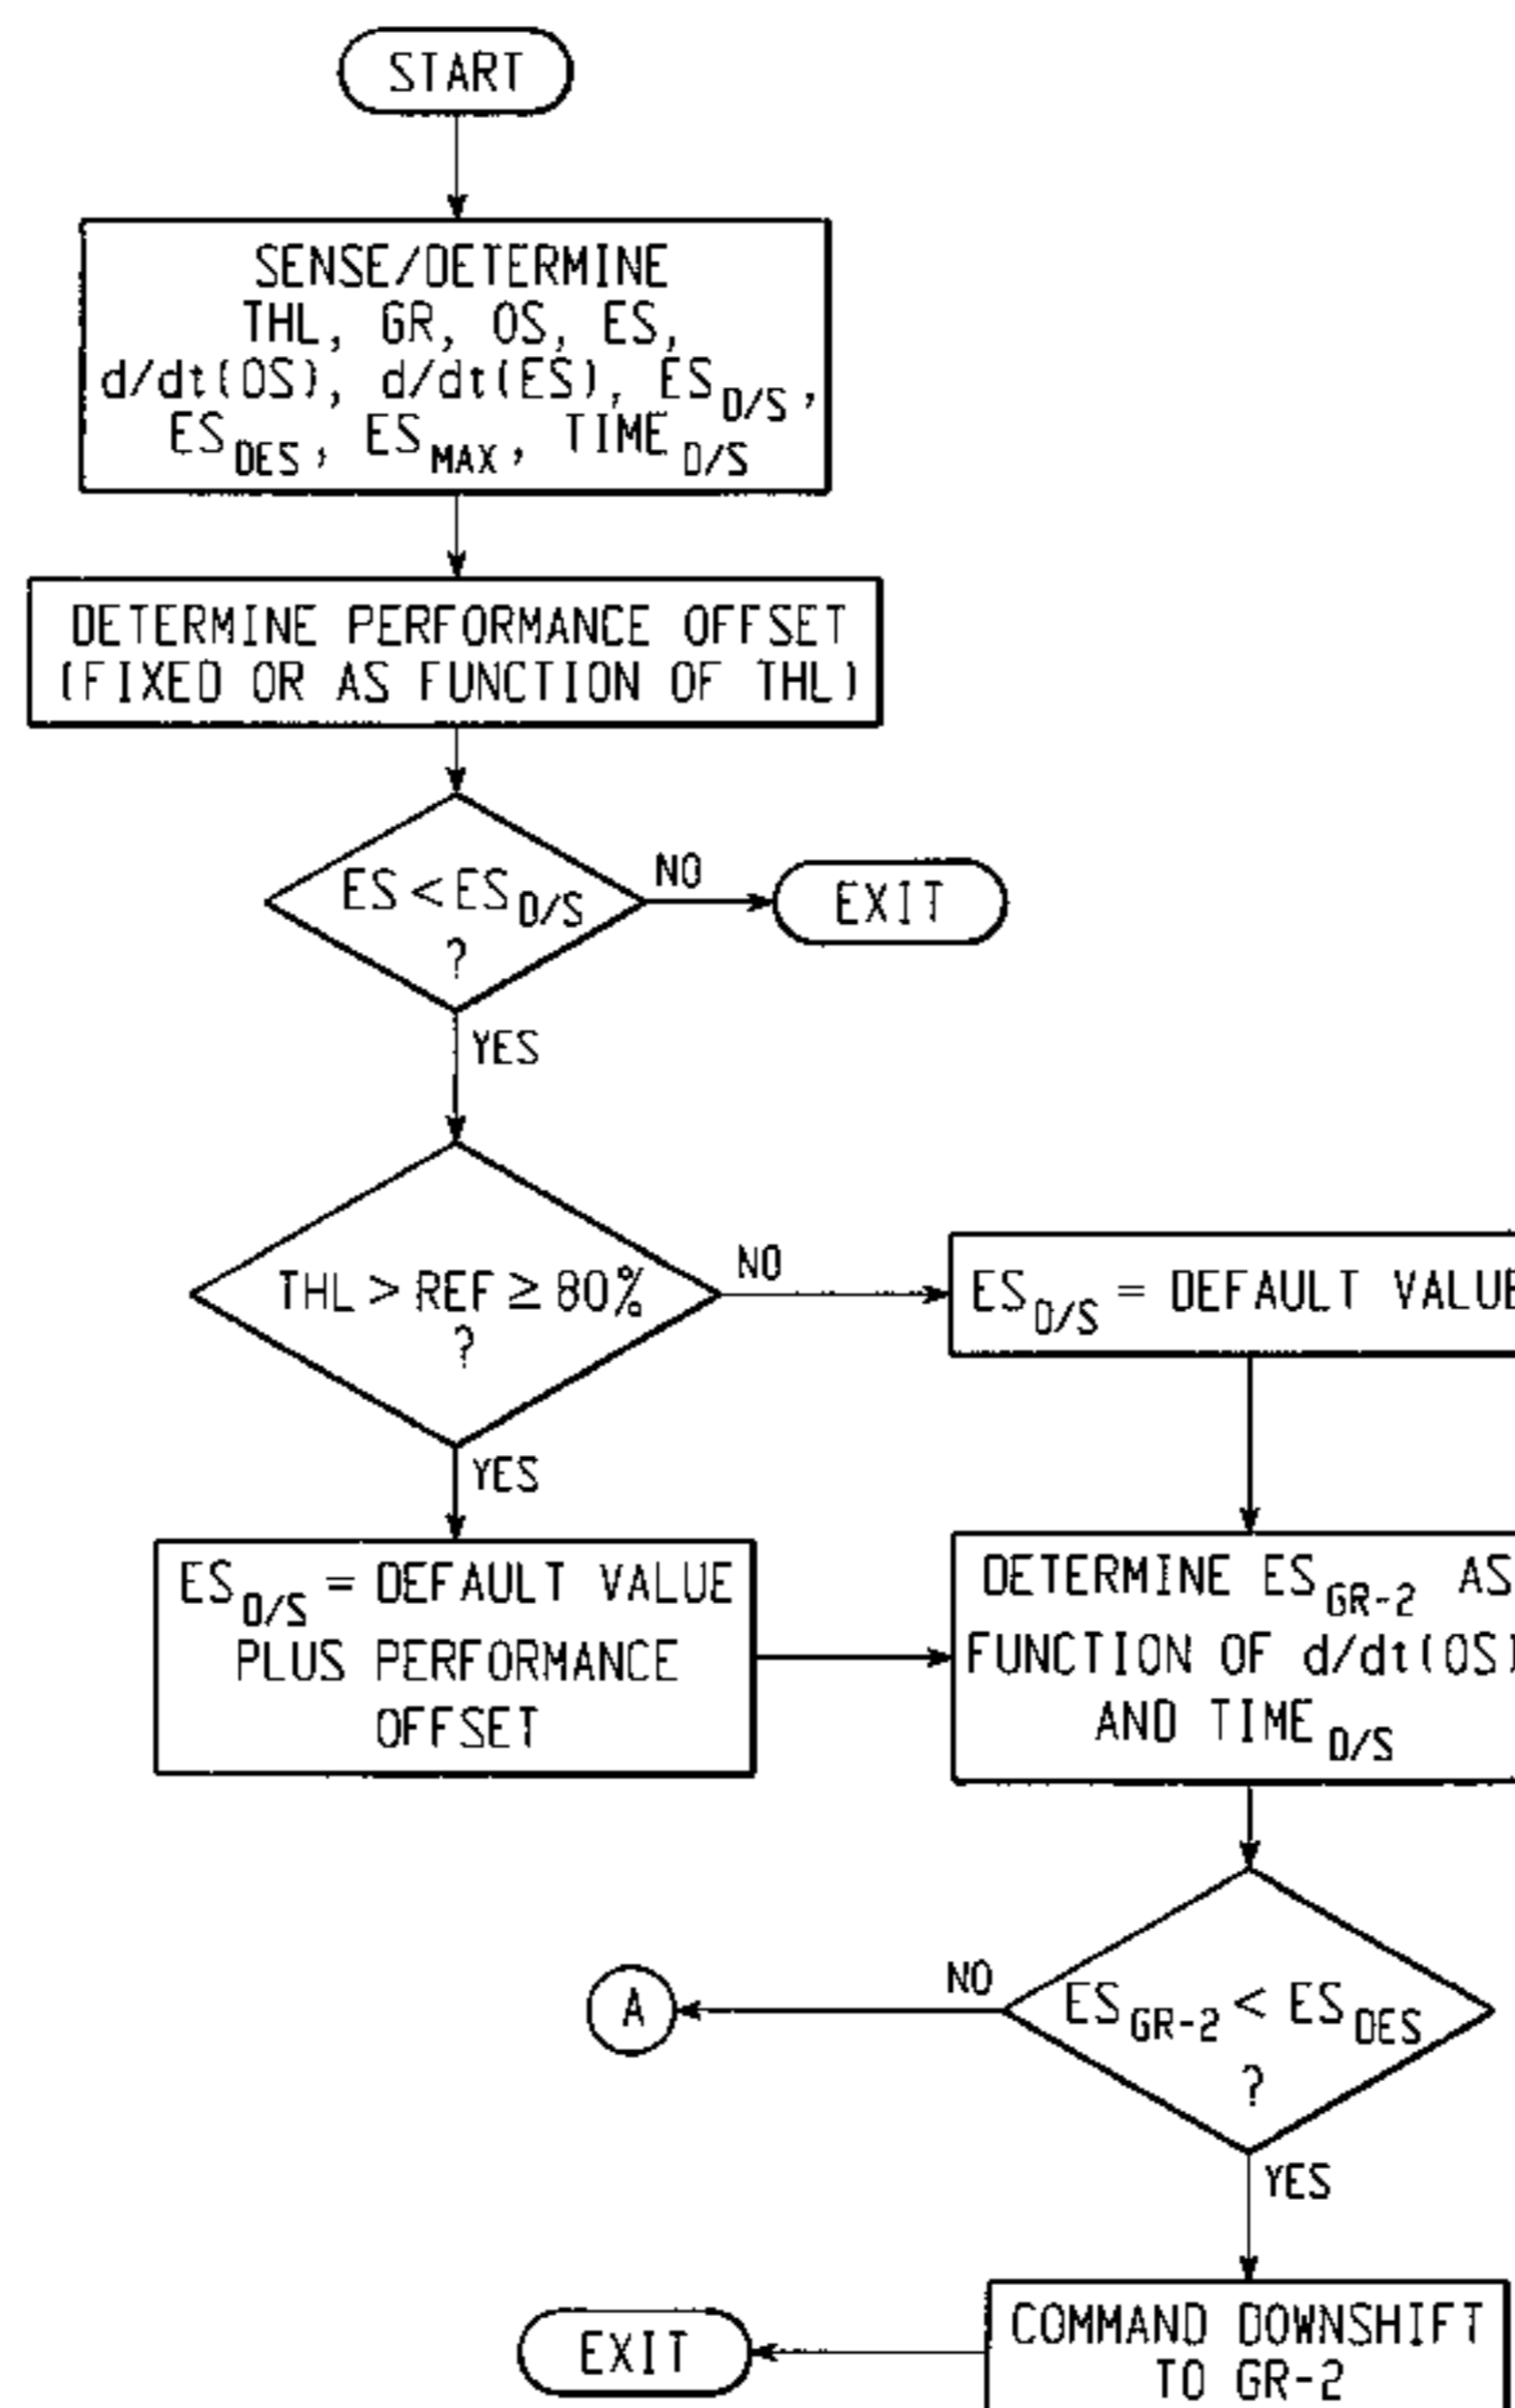 START
SENSE/DETERMINE
THL, GR, OS, ES,
d/dt(OS), d/dt(ES), ES D/S,
ES DES, ES MAX, TIME D/S
DETERMINE PERFORMANCE OFFSET
(FIXED OR AS FUNCTION OF THL)
ES < ES D/S
?
NO
EXIT
YES
THL > REF ≥ 80%
?
NO
ES D/S = DEFAULT VALUE
YES
ES D/S = DEFAULT VALUE
PLUS PERFORMANCE
OFFSET
DETERMINE ES GR-2 AS
FUNCTION OF d/dt(OS)
AND TIME D/S
NO
A
ES GR-2 < ES DES
?
YES
COMMAND DOWNSHIFT
TO GR-2
EXIT